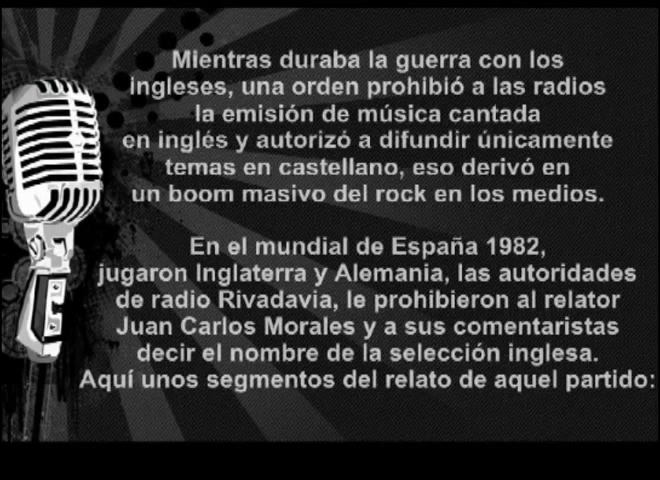 Mientras duraba la guerra con los
ingleses, una orden prohibió a las radios
la emisión de música cantada
en inglés y autorizó a difundir únicamente
temas en castellano, eso derivó en
un boom masivo del rock en los medios.
En el mundial de España 1982,
jugaron Inglaterra y Alemania, las autoridades
de radio Rivadavia, le prohibieron al relator
Juan Carlos Morales y a sus comentaristas
decir el nombre de la selección inglesa.
Aquí unos segmentos del relato de aquel partido: